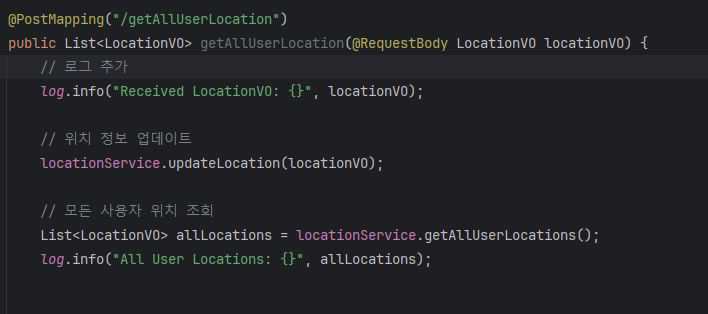 @PostMapping("/getAllUserLocation")
public List<LocationVO> getAllUserLocation(@RequestBody LocationVO locationVO) {
// 로그 추가
log.info("Received LocationVO: {}", locationVO);
// 위치 정보 업데이트
locationService.updateLocation(locationVO);
// 모든 사용자 위치 조회
List<LocationVO> allLocations = locationService.getAllUserLocations();
log.info("All User Locations: {}", allLocations);